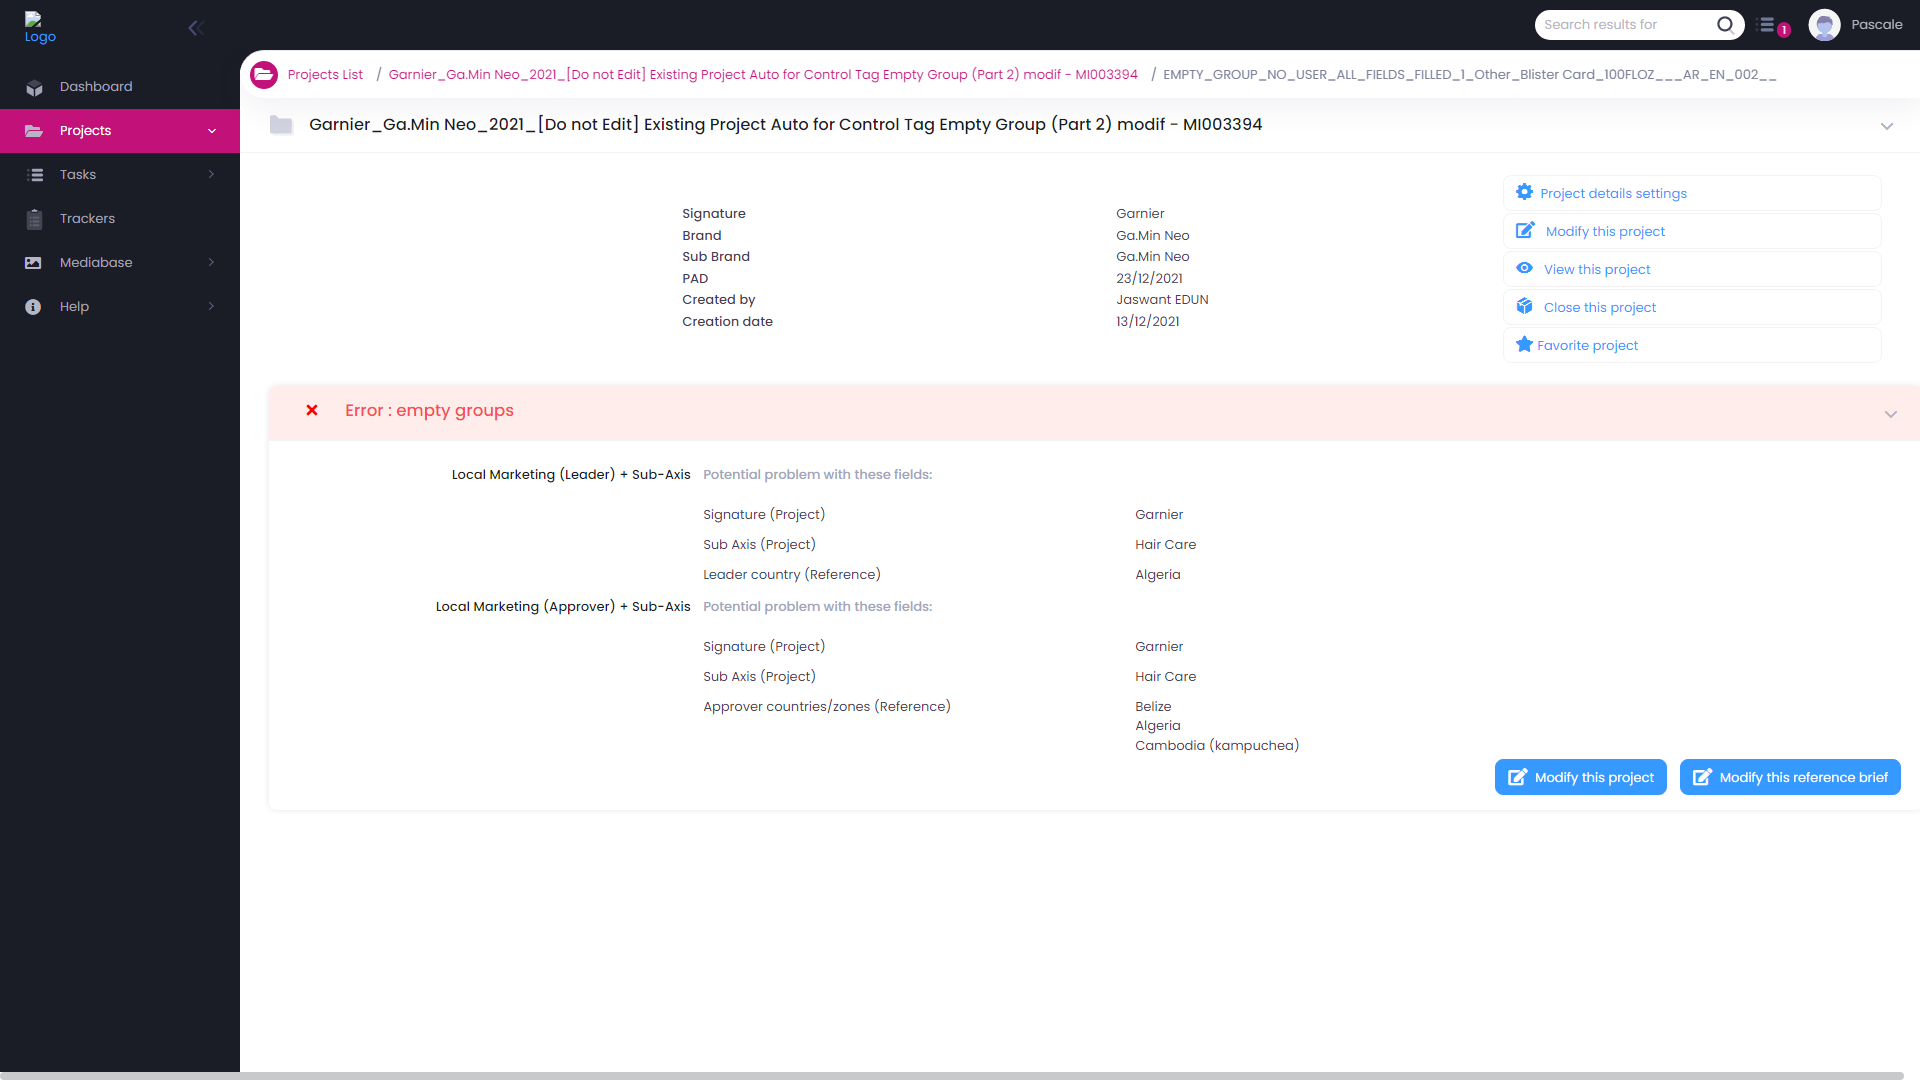 Logo
Search results for
1
Pascale
Dashboard
Projects
Tasks
Trackers
Mediabase
Help
Projects List / Garnier_Ga.Min Neo_2021_[Do not Edit] Existing Project Auto for Control Tag Empty Group (Part 2) modif - MI003394 / EMPTY_GROUP_NO_USER_ALL_FIELDS_FILLED_1_Other_Blister Card_100FLOZ___AR_EN_002__
Garnier_Ga.Min Neo_2021_[Do not Edit] Existing Project Auto for Control Tag Empty Group (Part 2) modif - MI003394
Signature Garnier
Brand Ga.Min Neo
Sub Brand Ga.Min Neo
PAD 23/12/2021
Created by Jaswant EDUN
Creation date 13/12/2021
Project details settings
Modify this project
View this project
Close this project
Favorite project
Error : empty groups
Local Marketing (Leader) + Sub-Axis Potential problem with these fields:
Signature (Project) Garnier
Sub Axis (Project) Hair Care
Leader country (Reference) Algeria
Local Marketing (Approver) + Sub-Axis Potential problem with these fields:
Signature (Project) Garnier
Sub Axis (Project) Hair Care
Approver countries/zones (Reference) Belize
Algeria
Cambodia (kampuchea)
Modify this project
Modify this reference brief